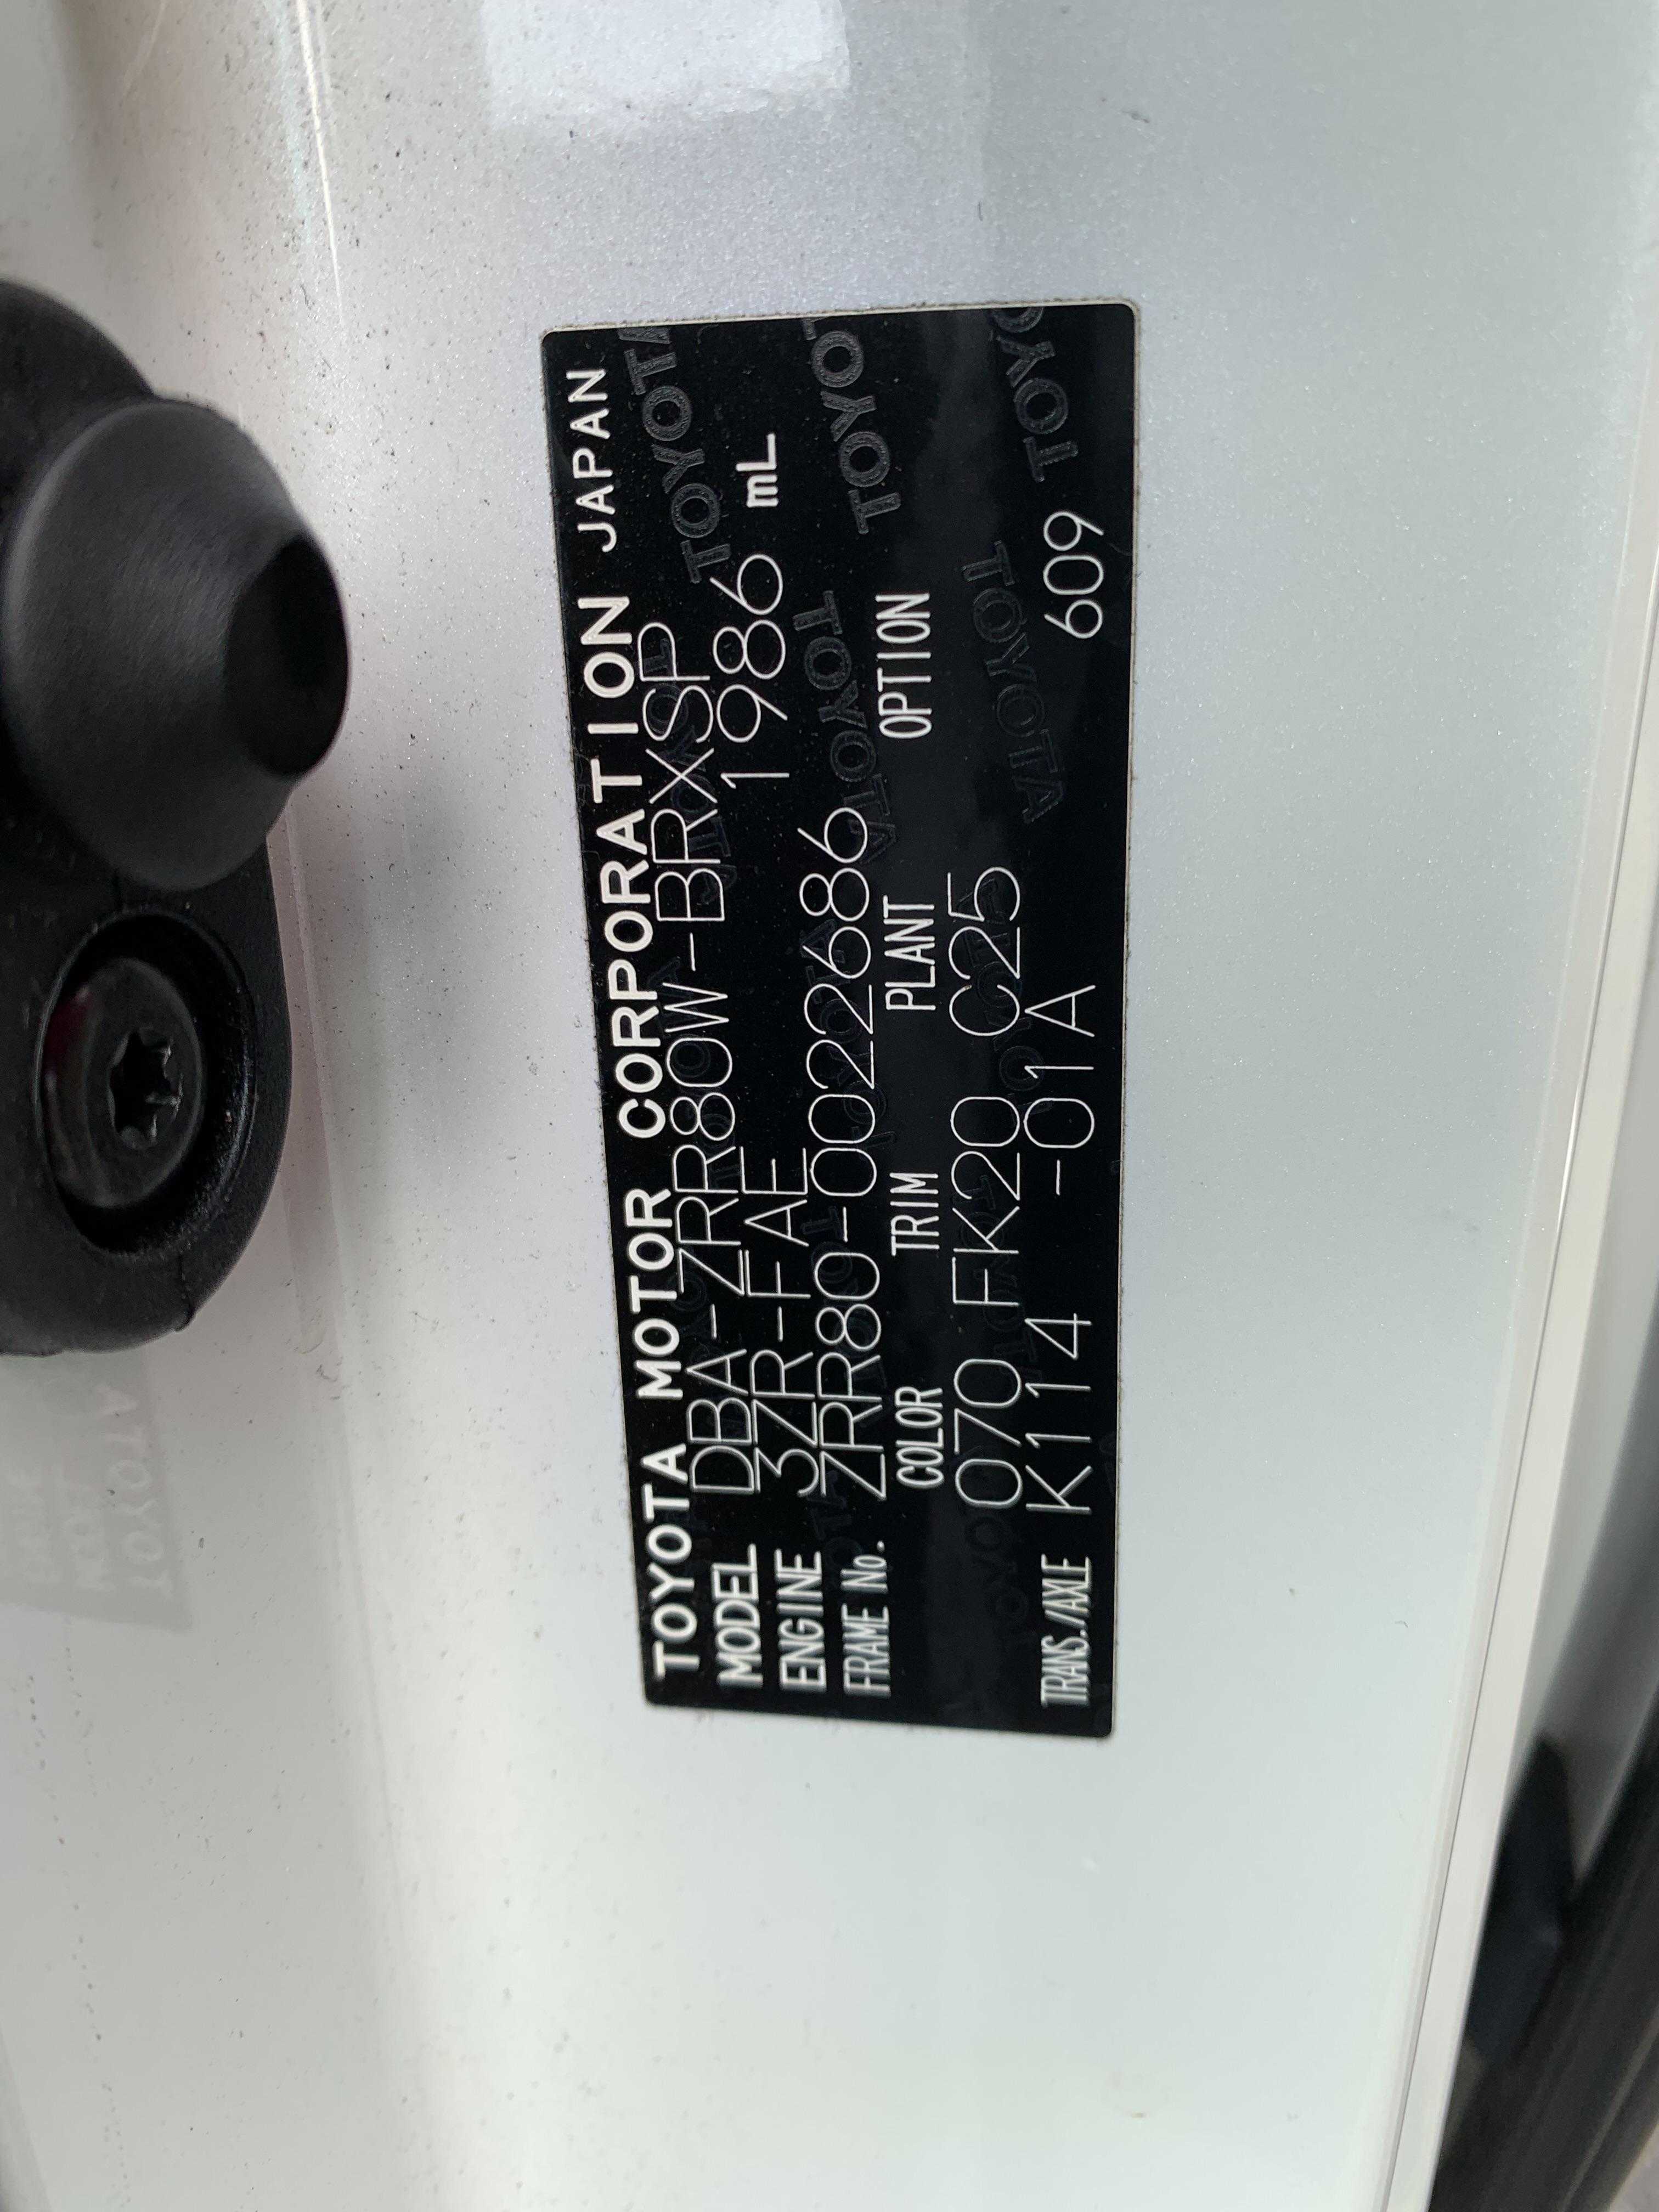 TOYOTA MOTOR CORPORATION JAPAN
MODEL DBA-ZRR80W-BRXSP
ENGINE 3ZR-FAE 1986 mL
FRAME No. ZRR80-0022686
COLOR TRIM PLANT OPTION
070 FK20 C25
TRANS./AXLE K114 -01A 609